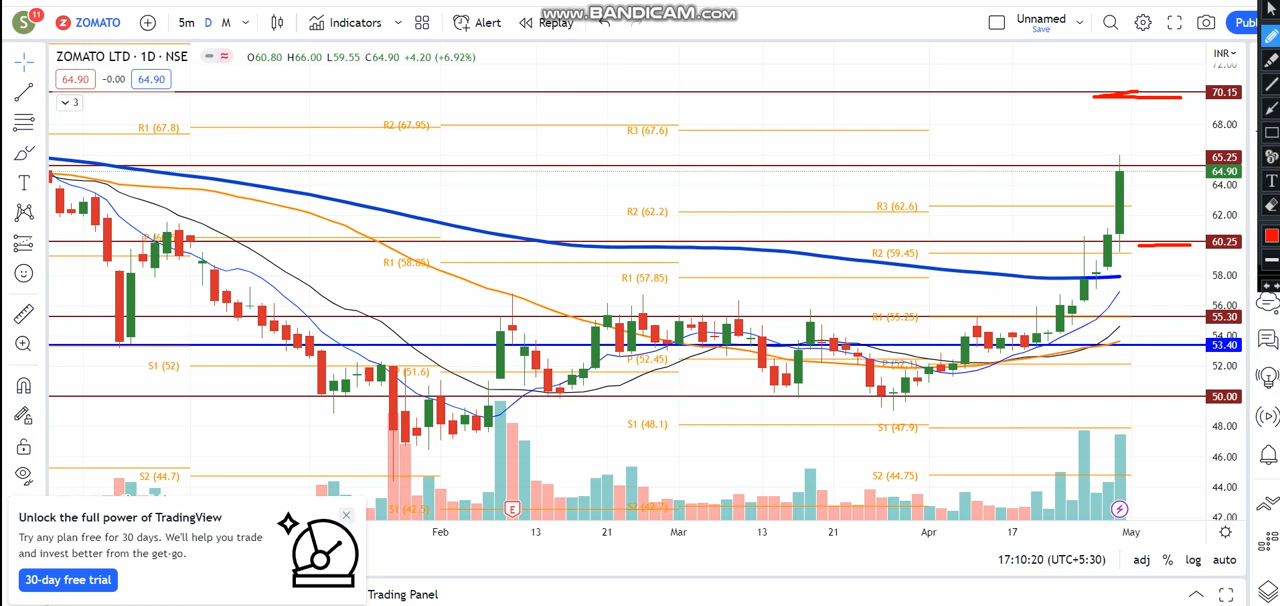 www.BANDICAM.com
S 11 ZOMATO 5m D M Indicators Alert Replay Unnamed Save Publ
ZOMATO LTD · 1D · NSE O60.80 H66.00 L59.55 C64.90 +4.20 (+6.92%)
INR
72.00
64.90 -0.00 64.90
3
70.15
R1 (67.8)
R2 (67.95)
R3 (67.6)
68.00
65.25
64.90
64.00
R2 (62.2)
R3 (62.6)
62.00
60.25
R1 (58.85)
R1 (57.85)
R2 (59.45)
58.00
56.00
R1 (55.25)
55.30
54.00
53.40
S1 (52)
P (51.6)
P (52.45)
52.00
50.00
S1 (48.1)
S1 (47.9)
48.00
46.00
S2 (44.7)
S2 (44.75)
44.00
S1 (42.5)
S2 (42.7)
42.00
E
Feb 13 21 Mar 13 21 Apr 17 May
17:10:20 (UTC+5:30) adj % log auto
Unlock the full power of TradingView
Try any plan free for 30 days. We'll help you trade
and invest better from the get-go.
30-day free trial
Trading Panel